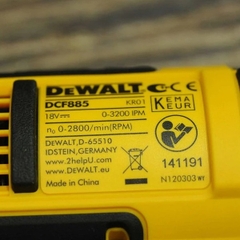 DEWALT CE
DCF885 KR01
18V 0-3200 IPM
KEMA
KEUR
n₀ 0-2800/min(RPM)
DEWALT, D-65510
IDSTEIN, GERMANY
www.2helpU.com
www.DEWALT.eu
Made in China
141191
N120303 WY